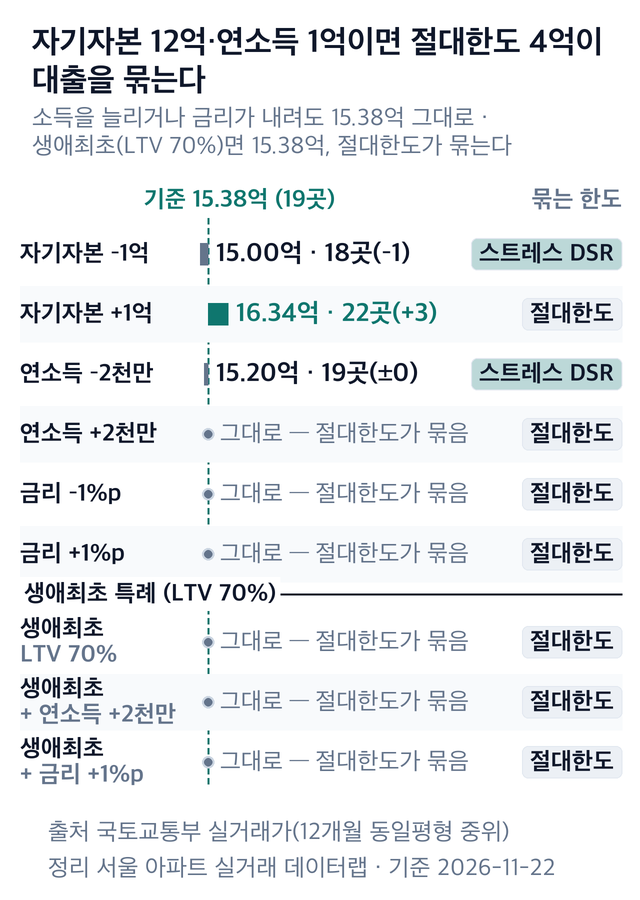 자기자본 12억·연소득 1억이면 절대한도 4억이
대출을 묶는다
소득을 늘리거나 금리가 내려도 15.38억 그대로 ·
생애최초(LTV 70%)면 15.38억, 절대한도가 묶는다
기준 15.38억 (19곳) 묶는 한도
자기자본 -1억 15.00억 · 18곳(-1) 스트레스 DSR
자기자본 +1억 16.34억 · 22곳(+3) 절대한도
연소득 -2천만 15.20억 · 19곳(±0) 스트레스 DSR
연소득 +2천만 그대로 — 절대한도가 묶음 절대한도
금리 -1%p 그대로 — 절대한도가 묶음 절대한도
금리 +1%p 그대로 — 절대한도가 묶음 절대한도
생애최초 특례 (LTV 70%)
생애최초
LTV 70% 그대로 — 절대한도가 묶음 절대한도
생애최초
+ 연소득 +2천만 그대로 — 절대한도가 묶음 절대한도
생애최초
+ 금리 +1%p 그대로 — 절대한도가 묶음 절대한도
출처 국토교통부 실거래가(12개월 동일평형 중위)
정리 서울 아파트 실거래 데이터랩 · 기준 2026-11-22